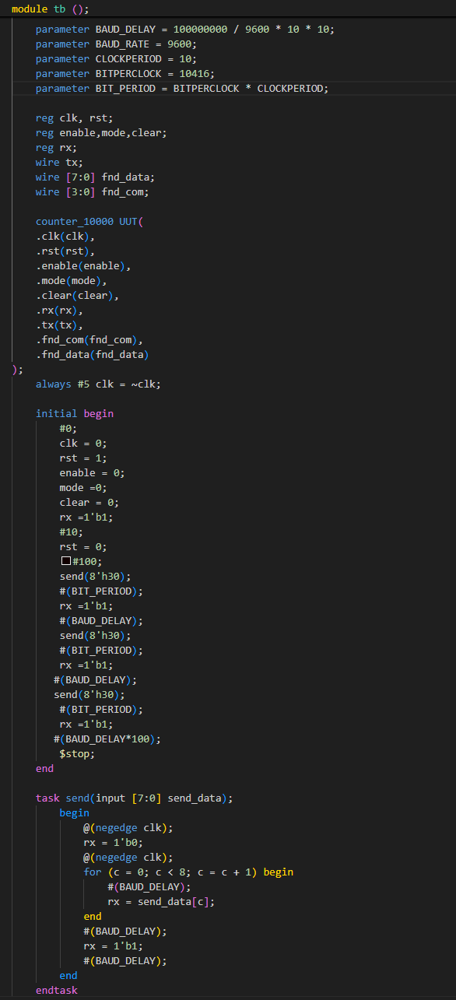 module tb ();
    parameter BAUD_DELAY = 100000000 / 9600 * 10 * 10;
    parameter BAUD_RATE = 9600;
    parameter CLOCKPERIOD = 10;
    parameter BITPERCLOCK = 10416;
    parameter BIT_PERIOD = BITPERCLOCK * CLOCKPERIOD;

    reg clk, rst;
    reg enable,mode,clear;
    reg rx;
    wire tx;
    wire [7:0] fnd_data;
    wire [3:0] fnd_com;

    counter_10000 UUT(
    .clk(clk),
    .rst(rst),
    .enable(enable),
    .mode(mode),
    .clear(clear),
    .rx(rx),
    .tx(tx),
    .fnd_com(fnd_com),
    .fnd_data(fnd_data)
);
    always #5 clk = ~clk;

    initial begin
        #0;
        clk = 0;
        rst = 1;
        enable = 0;
        mode =0;
        clear = 0;
        rx =1'b1;
        #10;
        rst = 0;
        #100;
        send(8'h30);
        #(BIT_PERIOD);
        rx =1'b1;
        #(BAUD_DELAY);
        send(8'h30);
        #(BIT_PERIOD);
        rx =1'b1;
       #(BAUD_DELAY);
       send(8'h30);
        #(BIT_PERIOD);
        rx =1'b1;
       #(BAUD_DELAY*100);
        $stop;
    end

    task send(input [7:0] send_data);
        begin
            @(negedge clk);
            rx = 1'b0;
            @(negedge clk);
            for (c = 0; c < 8; c = c + 1) begin
                #(BAUD_DELAY);
                rx = send_data[c];
            end
            #(BAUD_DELAY);
            rx = 1'b1;
            #(BAUD_DELAY);
        end
    endtask